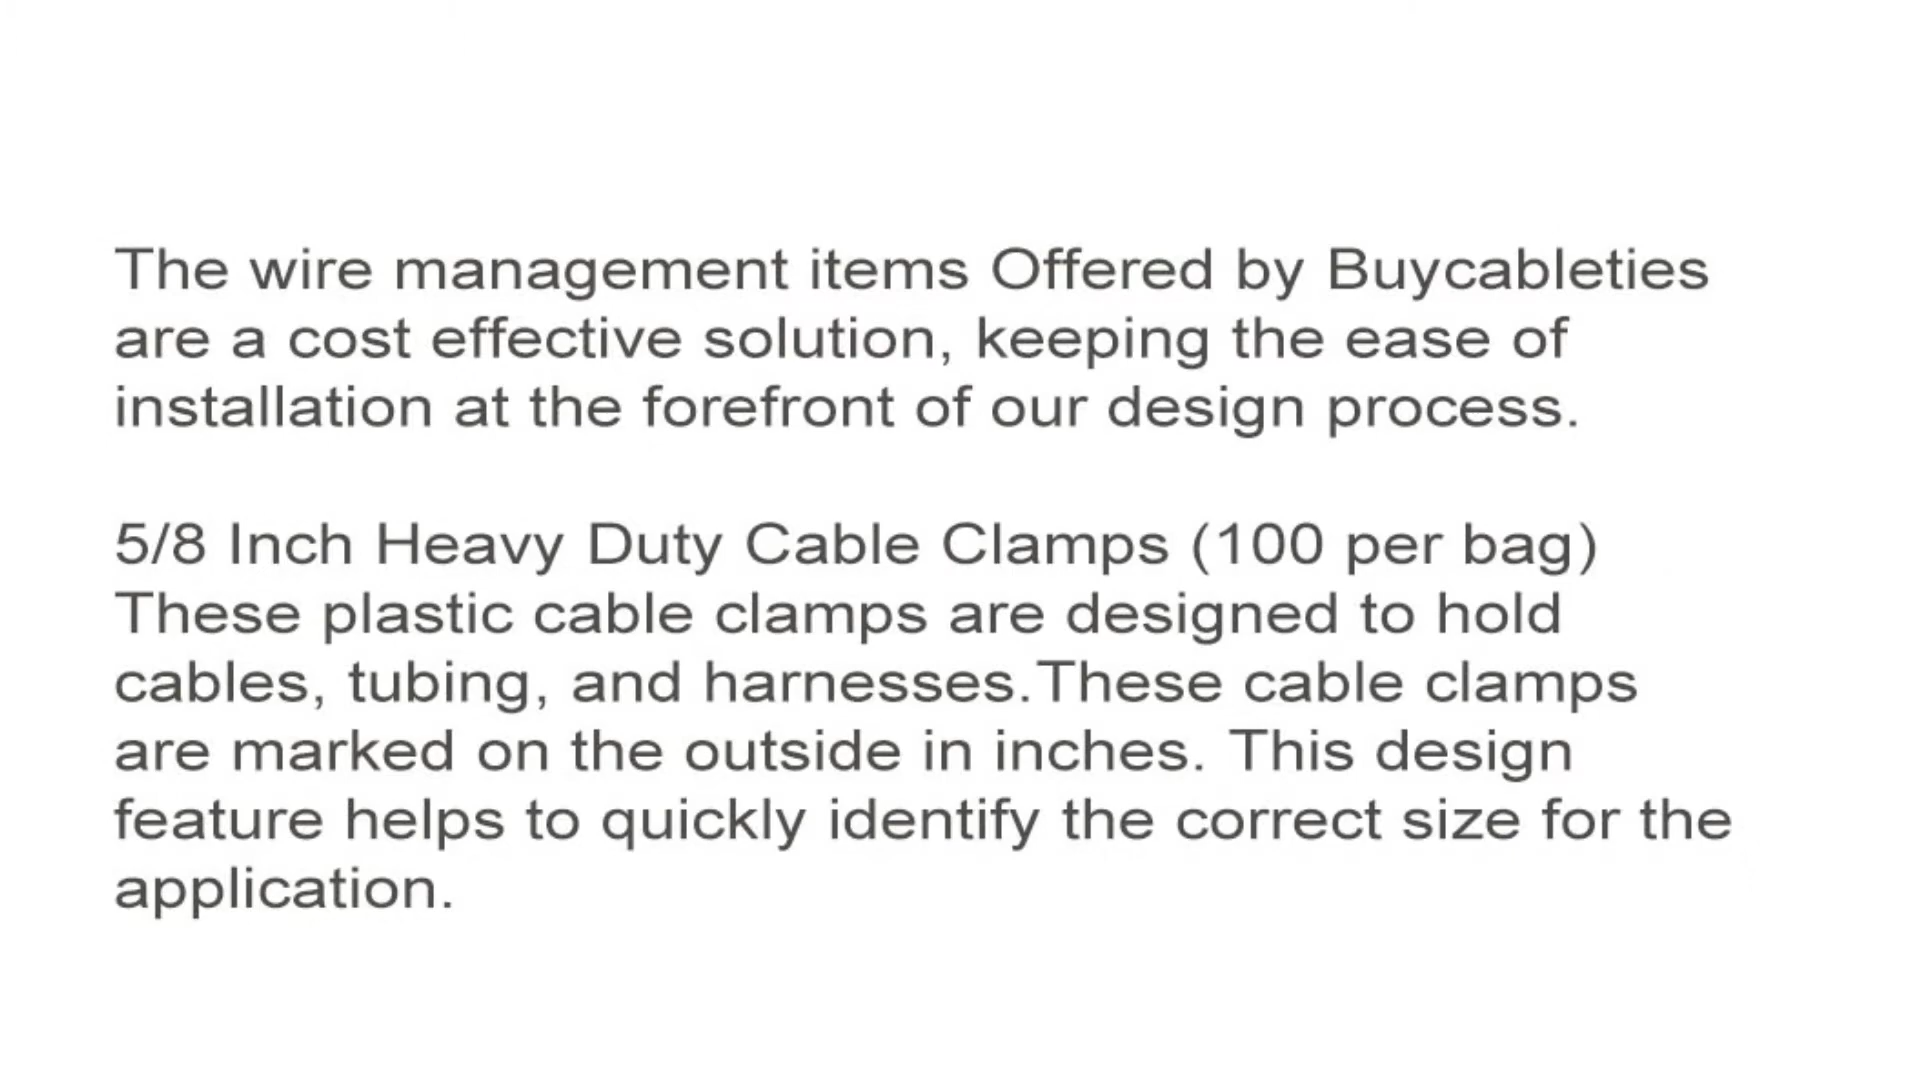 The wire management items Offered by Buycableties
are a cost effective solution, keeping the ease of
installation at the forefront of our design process.
5/8 Inch Heavy Duty Cable Clamps (100 per bag)
These plastic cable clamps are designed to hold
cables, tubing, and harnesses.These cable clamps
are marked on the outside in inches. This design
feature helps to quickly identify the correct size for the
application.